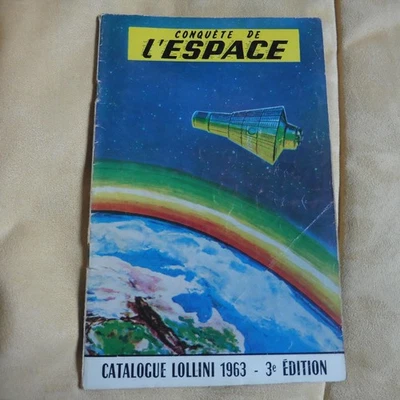 CONQUÊTE DE
L'ESPACE
CATALOGUE LOLLINI 1963 - 3e ÉDITION